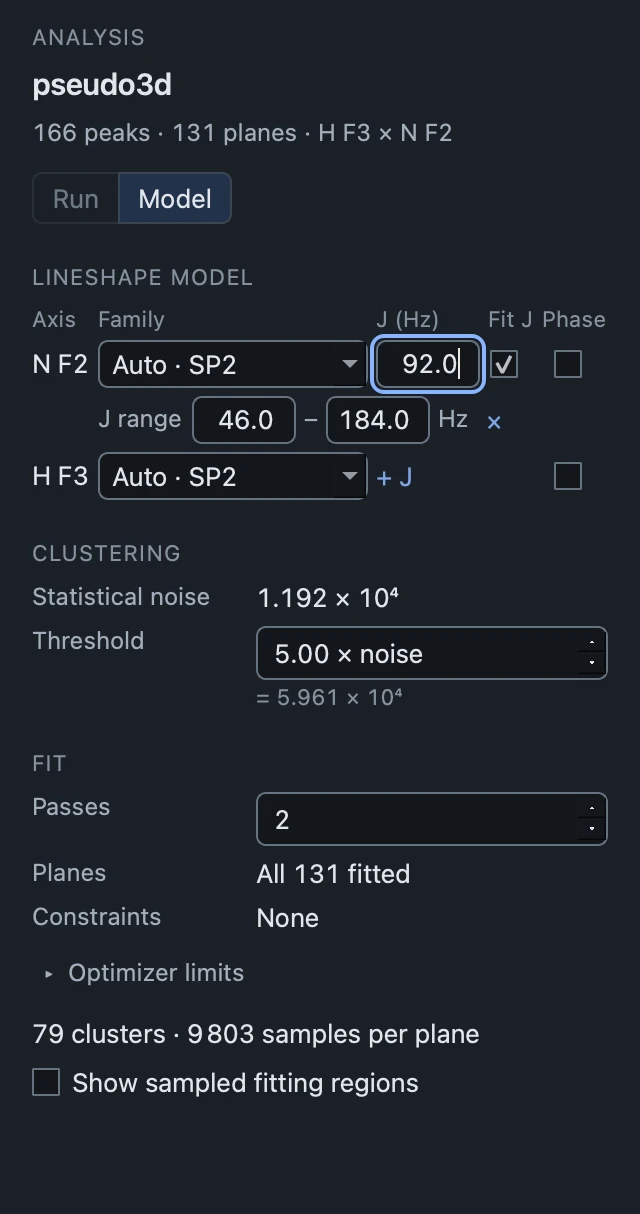 ANALYSIS
pseudo3d
166 peaks · 131 planes · H F3 × N F2
Run Model
LINESHAPE MODEL
Axis Family J (Hz) Fit J Phase
N F2 Auto · SP2 92.0
J range 46.0 – 184.0 Hz ×
H F3 Auto · SP2 + J
CLUSTERING
Statistical noise 1.192 × 10⁴
Threshold 5.00 × noise
= 5.961 × 10⁴
FIT
Passes 2
Planes All 131 fitted
Constraints None
▸ Optimizer limits
79 clusters · 9 803 samples per plane
Show sampled fitting regions